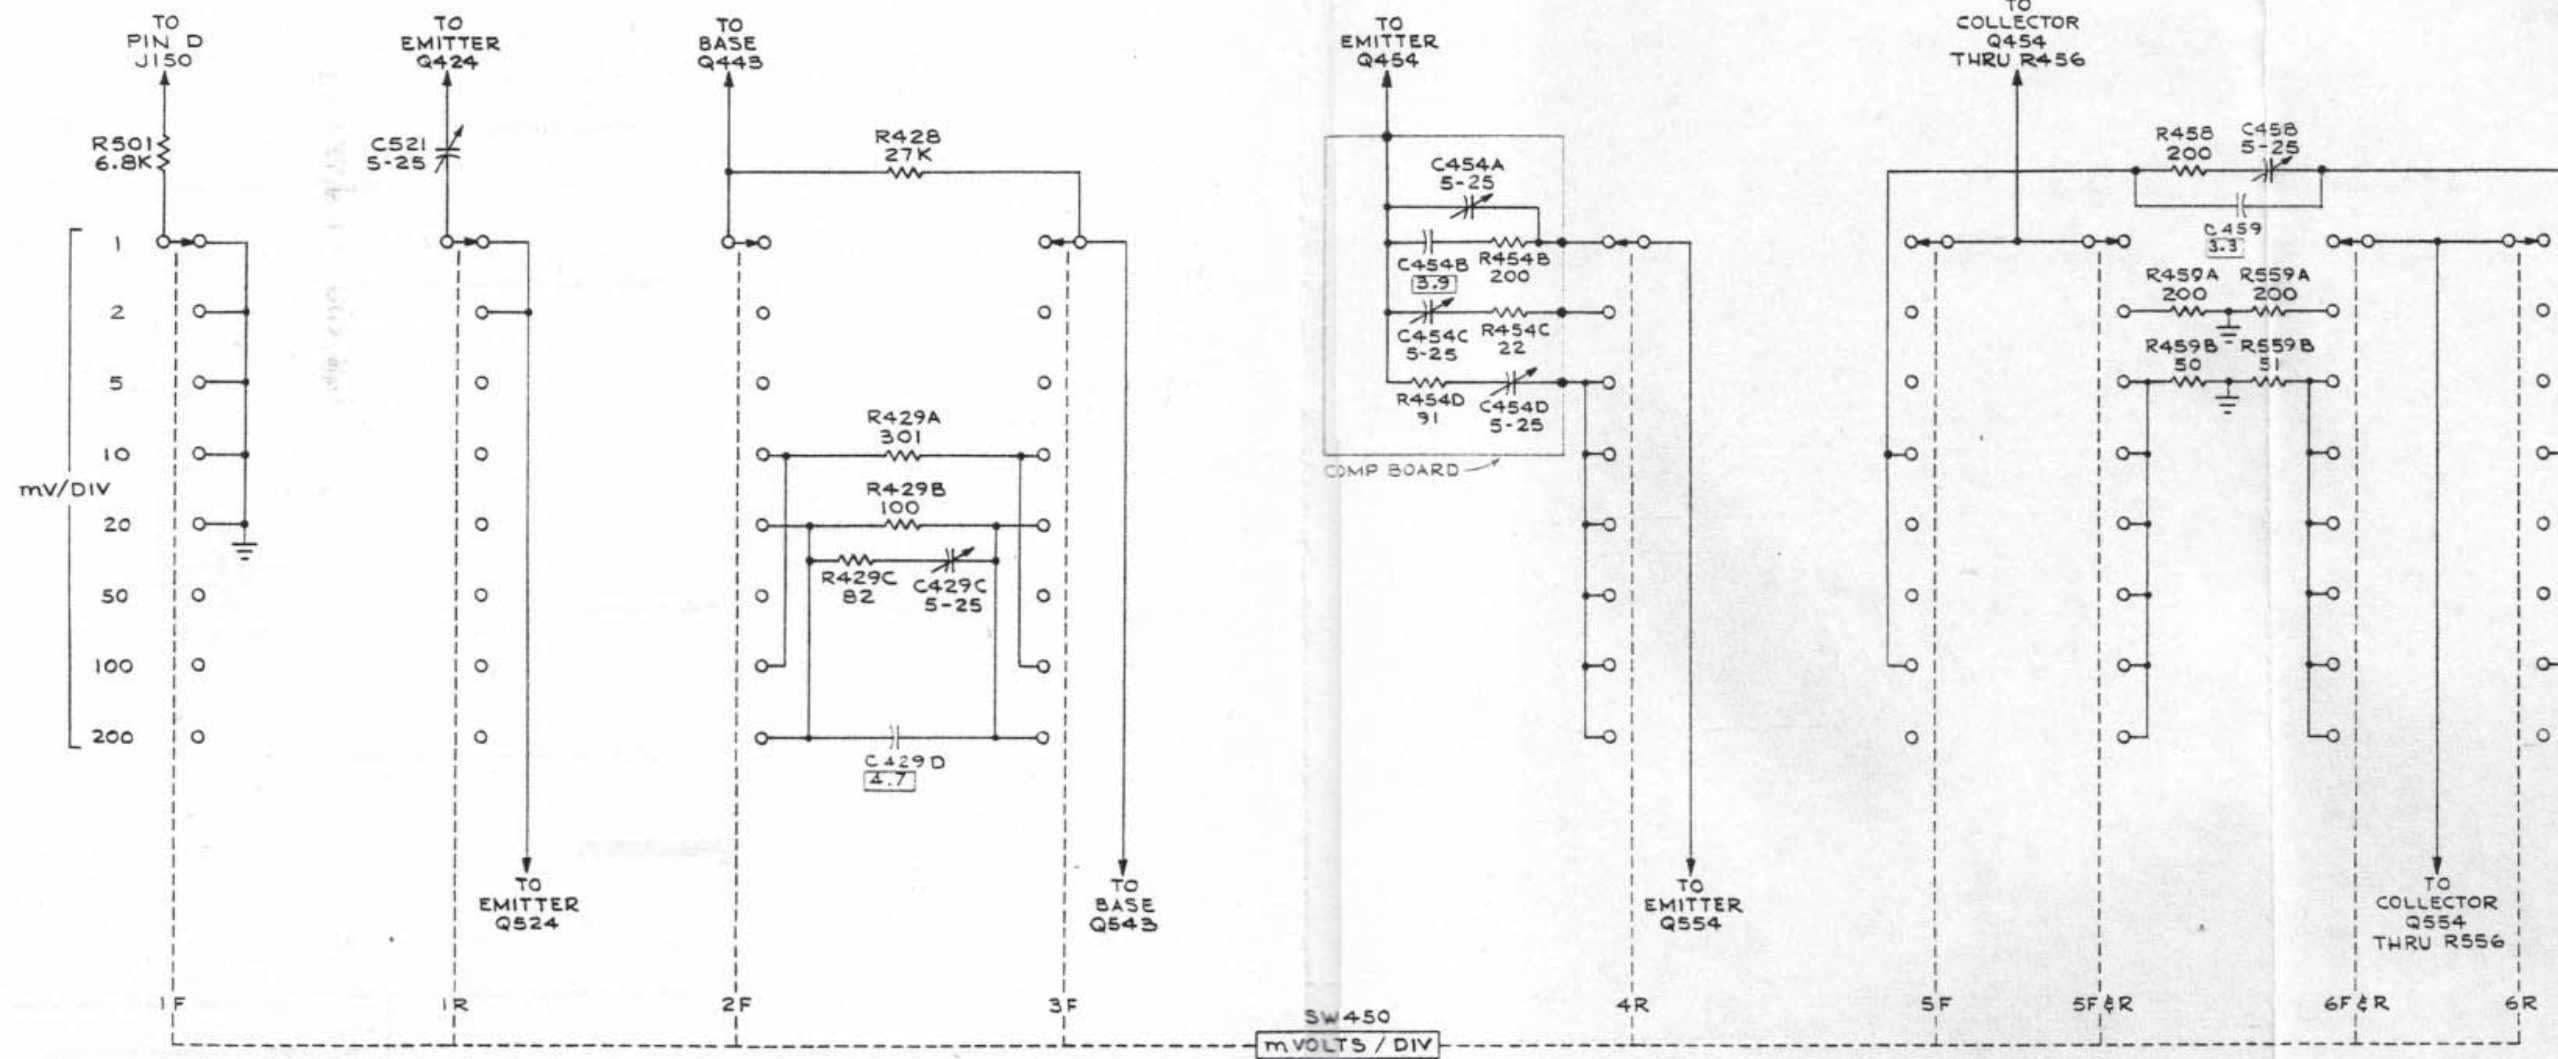 TO
PIN D
J150
TO
EMITTER
Q424
TO
BASE
Q443
TO
EMITTER
Q454
TO
COLLECTOR
Q454
THRU R456
R501
6.8K
C521
5-25
R428
27K
C454A
5-25
R458
200
C458
5-25
C459
3.3
C454B
3.9
R454B
200
C454C
5-25
R454C
22
R454D
91
C454D
5-25
COMP BOARD
R459A
200
R559A
200
R459B
50
R559B
51
mV/DIV
1
2
5
10
20
50
100
200
R429A
301
R429B
100
R429C
82
C429C
5-25
C429D
4.7
TO
EMITTER
Q524
TO
BASE
Q543
TO
EMITTER
Q554
TO
COLLECTOR
Q554
THRU R556
1F
1R
2F
3F
4R
5F
5F&R
6F&R
6R
SW450
mVOLTS / DIV